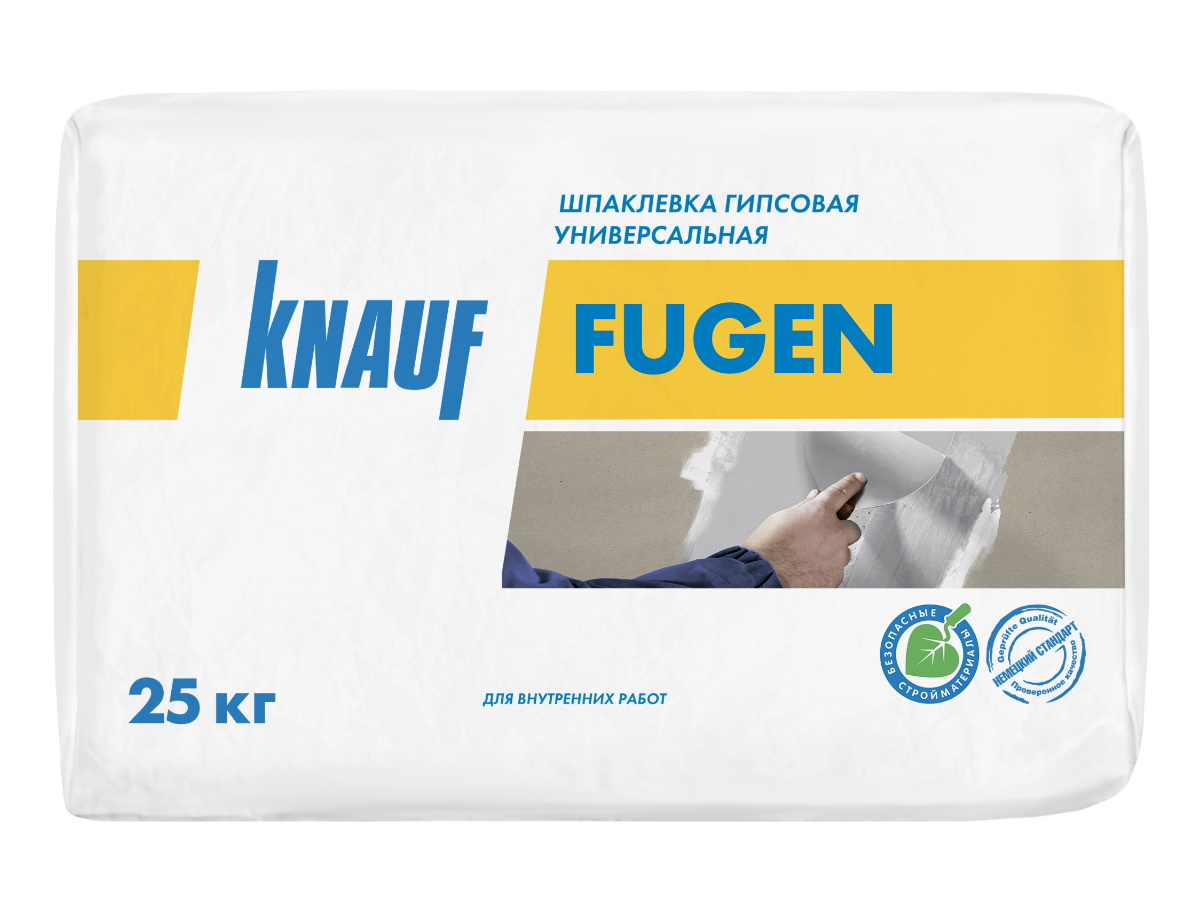 ШПАКЛЕВКА ГИПСОВАЯ
УНИВЕРСАЛЬНАЯ
KNAUF
FUGEN
25 кг
ДЛЯ ВНУТРЕННИХ РАБОТ
БЕЗОПАСНЫЕ
СТРОЙМАТЕРИАЛЫ
Geprüfte Qualität
НЕМЕЦКИЙ СТАНДАРТ
Проверенное качество